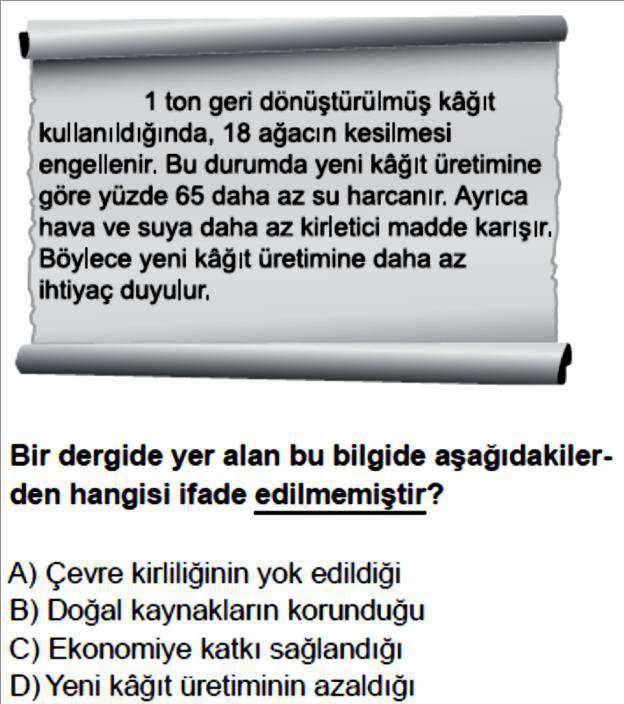 1 ton geri dönüştürülmüş kâğıt
kullanıldığında, 18 ağacın kesilmesi
engellenir. Bu durumda yeni kâğıt üretimine
göre yüzde 65 daha az su harcanır. Ayrıca
hava ve suya daha az kirletici madde karışır.
Böylece yeni kâğıt üretimine daha az
ihtiyaç duyulur.
Bir dergide yer alan bu bilgide aşağıdakiler-
den hangisi ifade edilmemiştir?
A) Çevre kirliliğinin yok edildiği
B) Doğal kaynakların korunduğu
C) Ekonomiye katkı sağlandığı
D) Yeni kâğıt üretiminin azaldığı